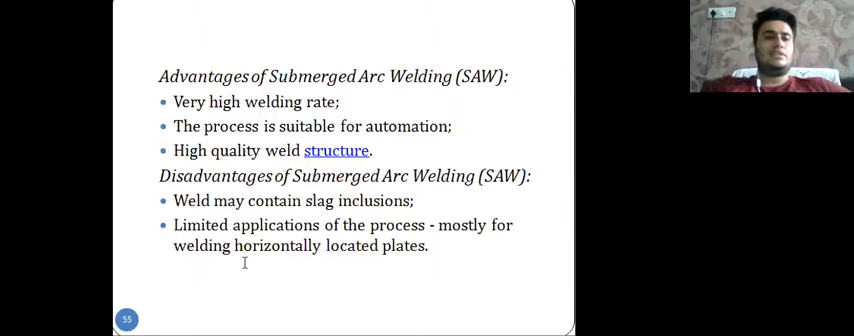 Advantages of Submerged Arc Welding (SAW):
• Very high welding rate;
• The process is suitable for automation;
• High quality weld structure.
Disadvantages of Submerged Arc Welding (SAW):
• Weld may contain slag inclusions;
• Limited applications of the process - mostly for
welding horizontally located plates.
55